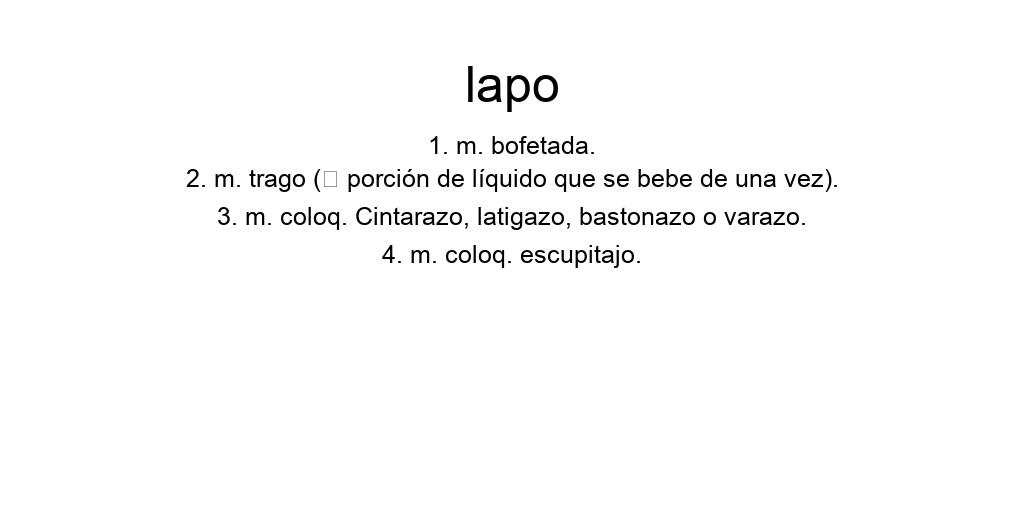 lapo
1. m. bofetada.
2. m. trago (□ porción de líquido que se bebe de una vez).
3. m. coloq. Cintarazo, latigazo, bastonazo o varazo.
4. m. coloq. escupitajo.